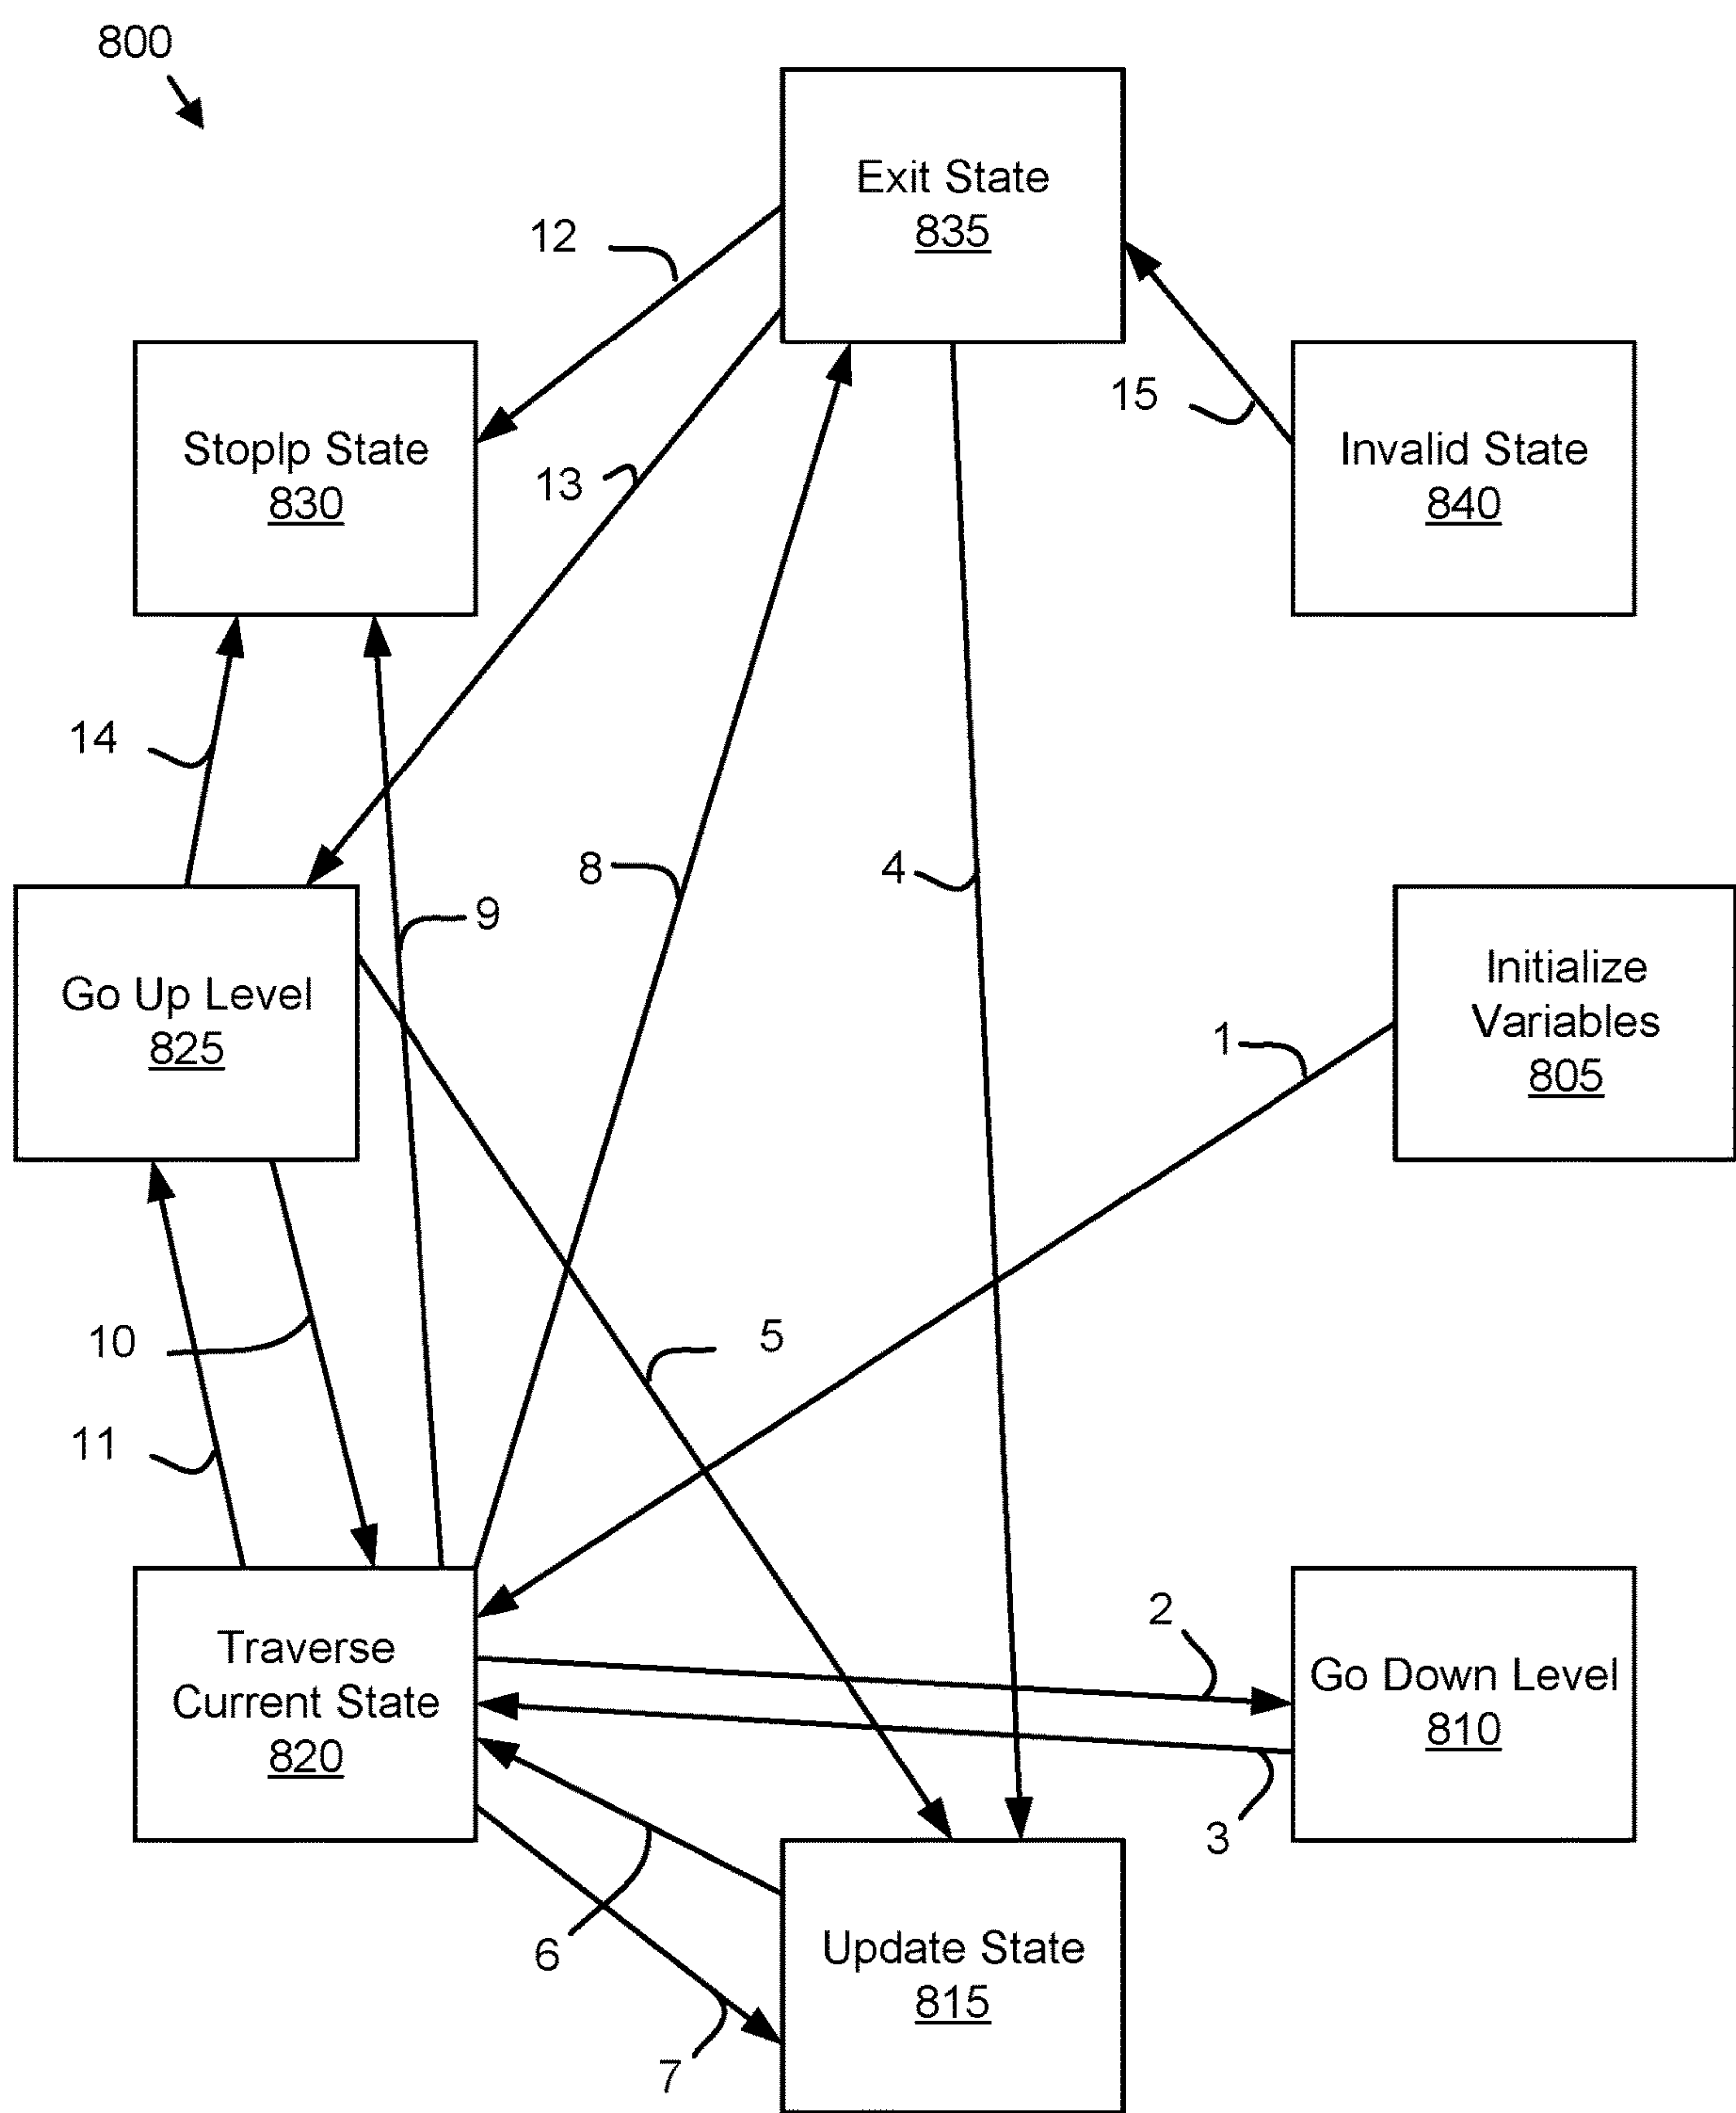 800
Exit State
835
12
15
Stoplp State
830
13
Invalid State
840
14
8
4
9
Go Up Level
825
Initialize
Variables
805
1
10
5
11
2
Traverse
Current State
820
Go Down Level
810
3
6
Update State
815
7